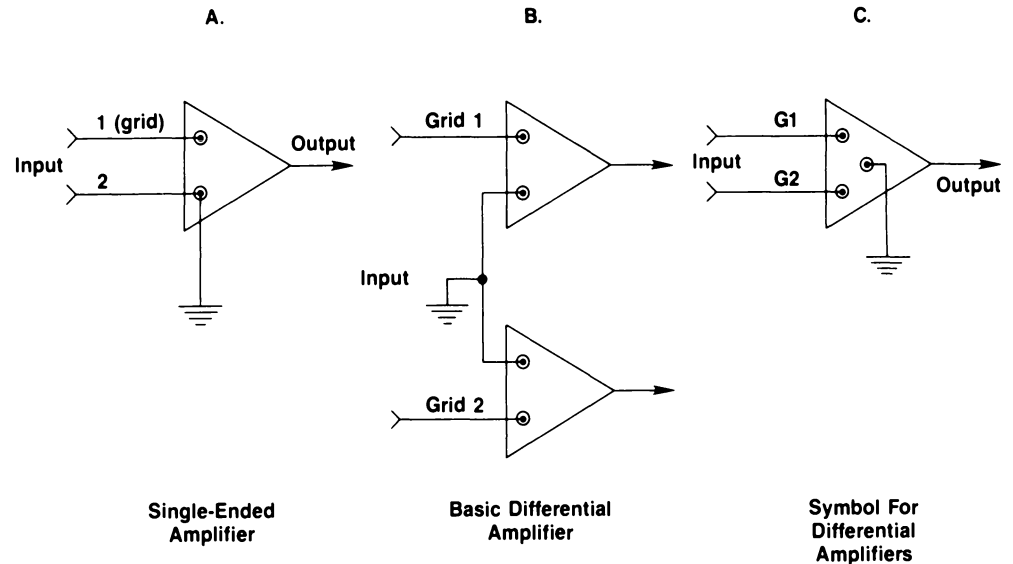 A.
B.
C.
1 (grid)
Input
2
Output
Grid 1
Input
Grid 2
G1
Input
G2
Output
Single-Ended
Amplifier
Basic Differential
Amplifier
Symbol For
Differential
Amplifiers